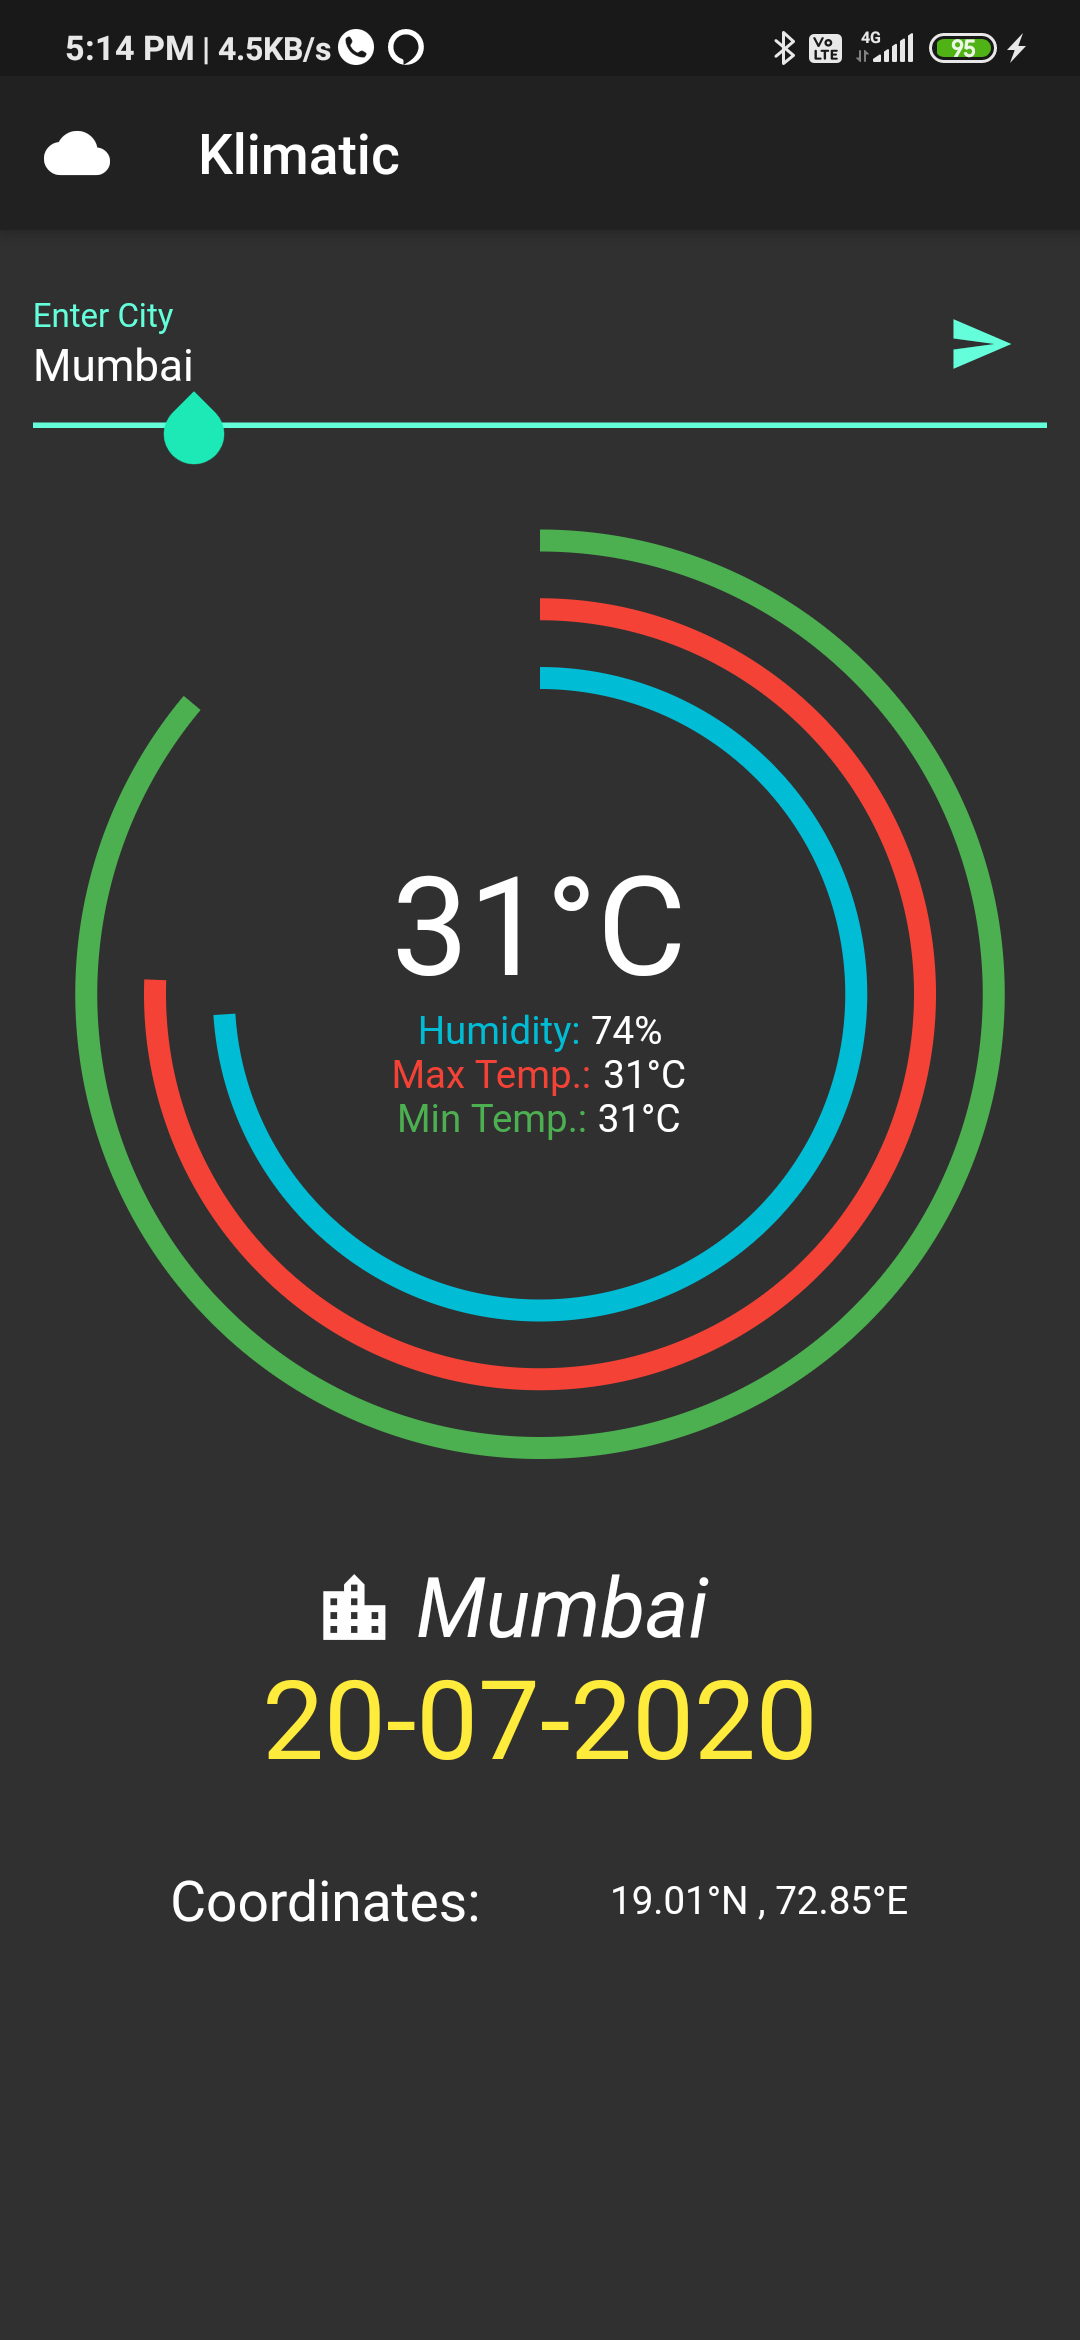 5:14 PM | 4.5KB/s Vo LTE 4G 95
Klimatic
Enter City
Mumbai
31°C
Humidity: 74%
Max Temp.: 31°C
Min Temp.: 31°C
Mumbai
20-07-2020
Coordinates: 19.01°N , 72.85°E